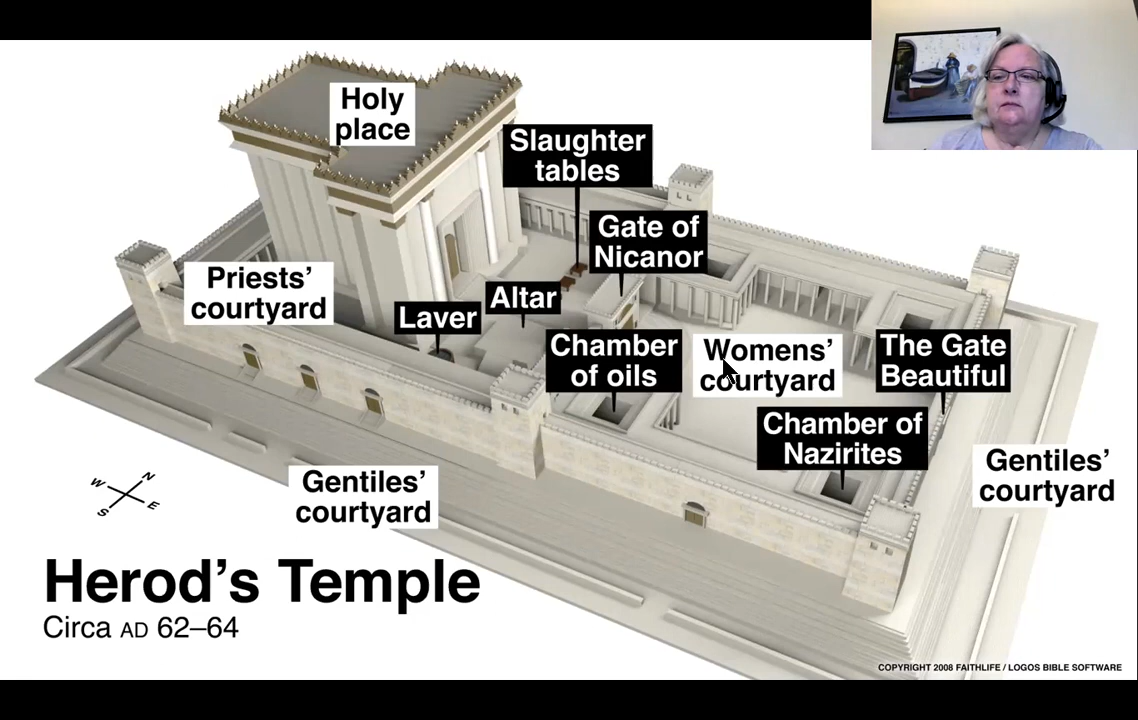 Holy
place
Slaughter
tables
Gate of
Nicanor
Priests’
courtyard
Altar
Laver
Chamber
of oils
Womens’
courtyard
The Gate
Beautiful
Chamber of
Nazirites
Gentiles’
courtyard
Gentiles’
courtyard
N
W
E
S
Herod’s Temple
Circa AD 62–64
COPYRIGHT 2008 FAITHLIFE / LOGOS BIBLE SOFTWARE